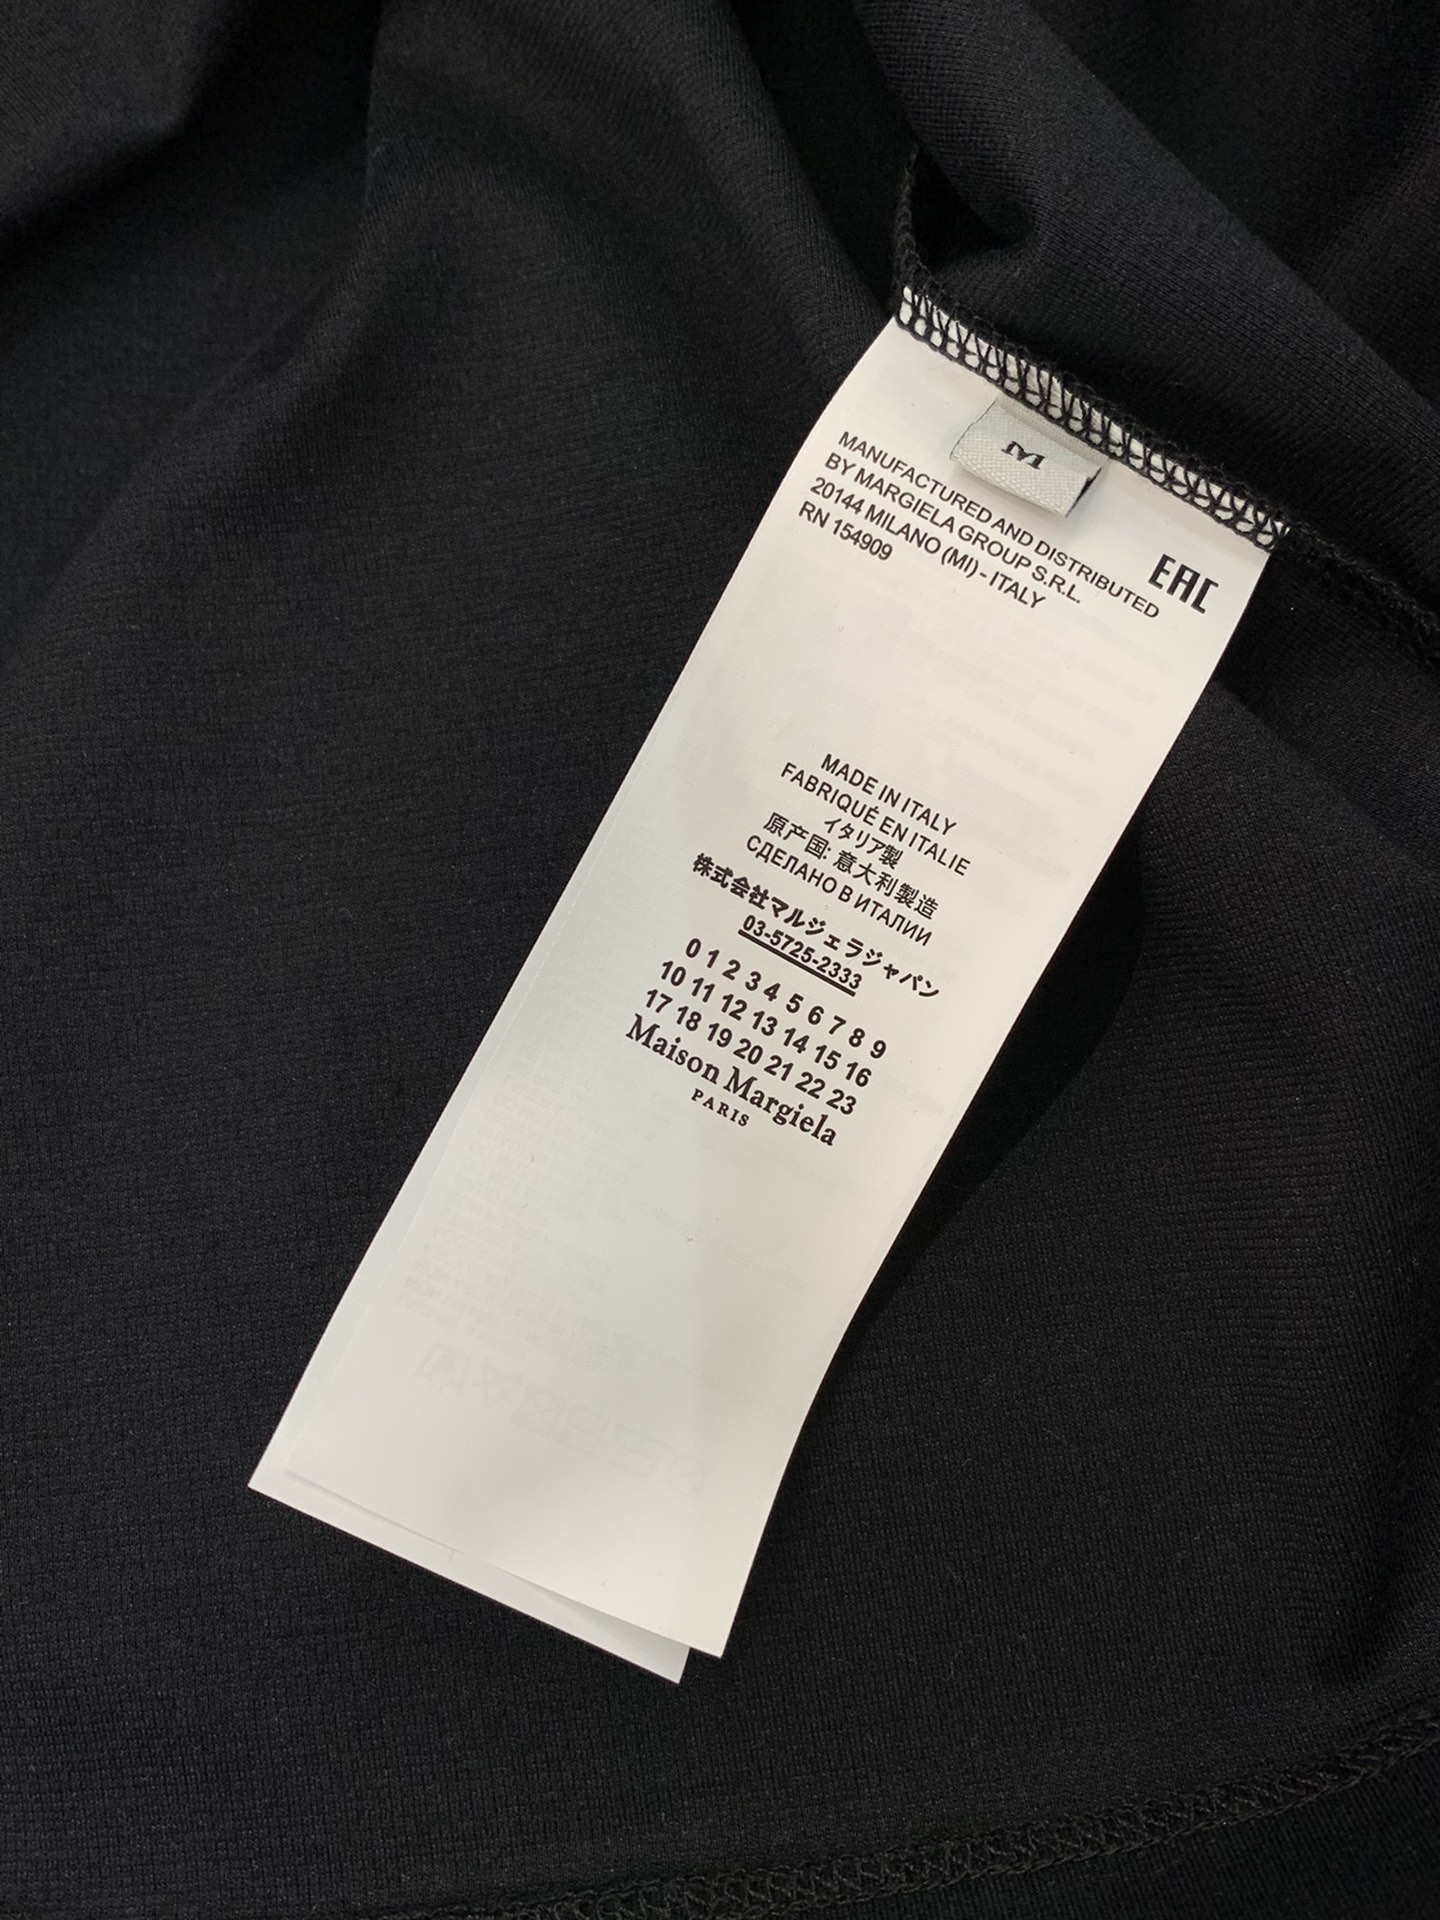 M
MANUFACTURED AND DISTRIBUTED
BY MARGIELA GROUP S.R.L.
20144 MILANO (MI) - ITALY
RN 154909
EAC
MADE IN ITALY
FABRIQUÉ EN ITALIE
イタリア製
原产国: 意大利製造
СДЕЛАНО В ИТАЛИИ
株式会社マルジェラジャパン
03-5725-2333
0 1 2 3 4 5 6 7 8 9
10 11 12 13 14 15 16
17 18 19 20 21 22 23
Maison Margiela
PARIS